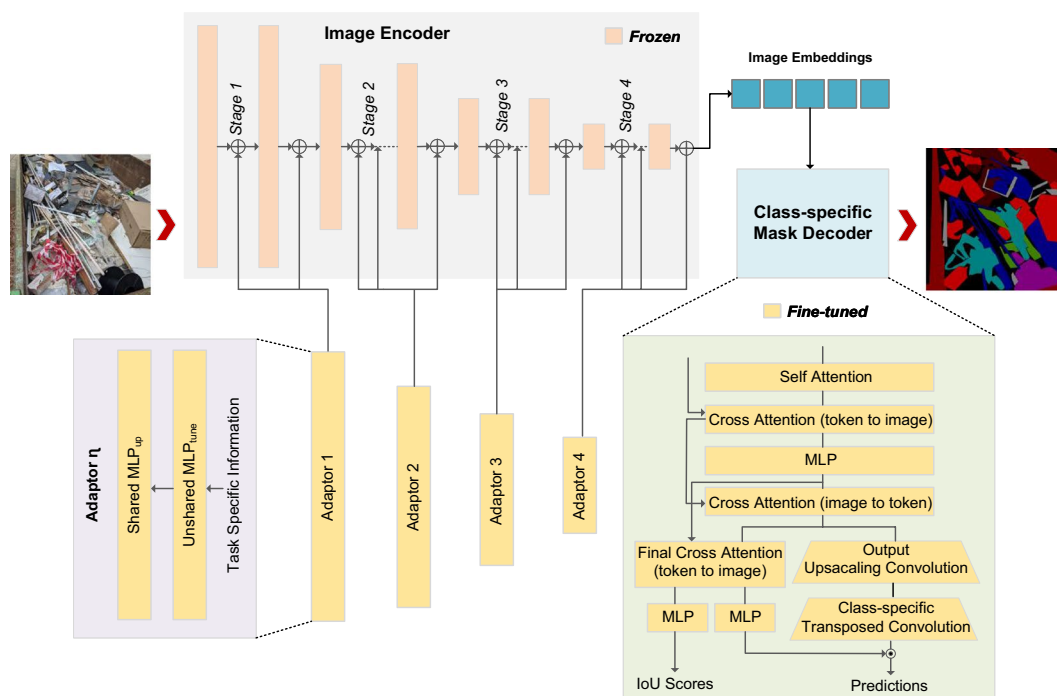 Image Encoder
Frozen
Stage 1
Stage 2
Stage 3
Stage 4
Image Embeddings
Class-specific
Mask Decoder
Fine-tuned
Adaptor η
Shared MLPup
Unshared MLPtune
Task Specific Information
Adaptor 1
Adaptor 2
Adaptor 3
Adaptor 4
Self Attention
Cross Attention (token to image)
MLP
Cross Attention (image to token)
Final Cross Attention
(token to image)
Output
Upsacaling Convolution
MLP
MLP
Class-specific
Transposed Convolution
IoU Scores
Predictions